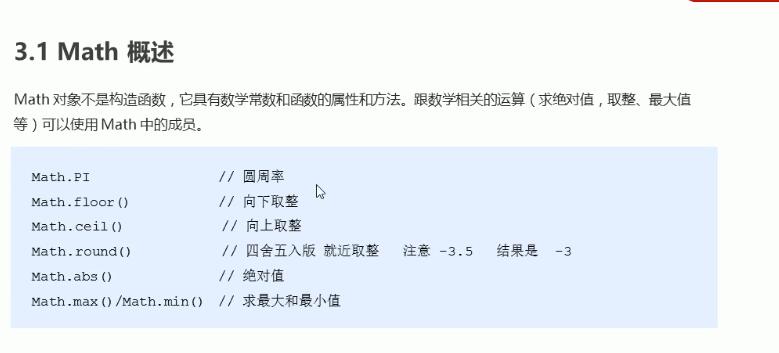 3.1 Math 概述
Math 对象不是构造函数，它具有数学常数和函数的属性和方法。跟数学相关的运算（求绝对值，取整、最大值
等）可以使用 Math 中的成员。
Math.PI // 圆周率
Math.floor() // 向下取整
Math.ceil() // 向上取整
Math.round() // 四舍五入版 就近取整 注意 -3.5 结果是 -3
Math.abs() // 绝对值
Math.max()/Math.min() // 求最大和最小值